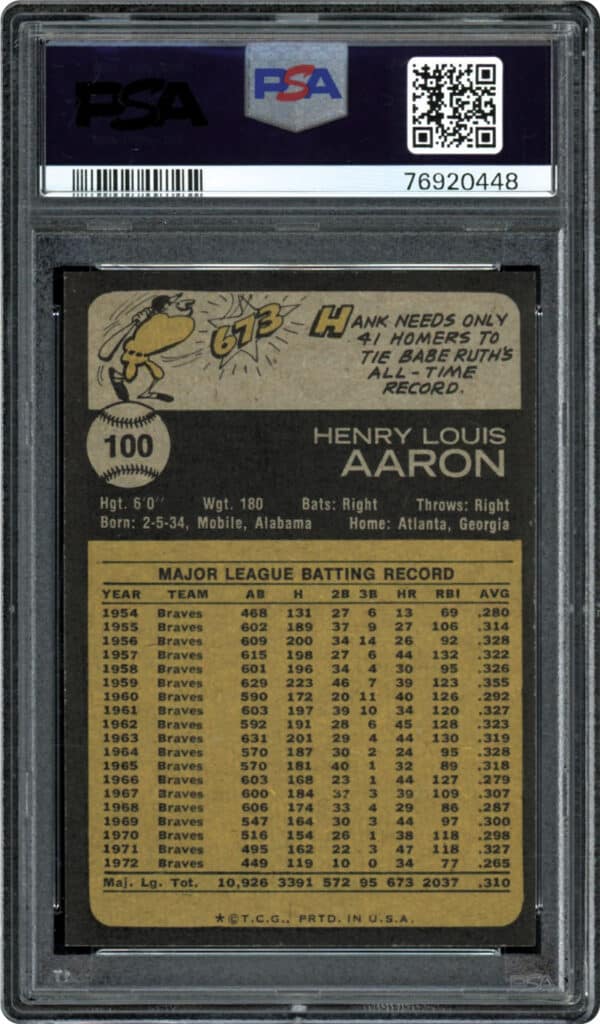 PSA
PSA
76920448
673
HANK NEEDS ONLY
41 HOMERS TO
TIE BABE RUTH'S
ALL-TIME
RECORD.
100
HENRY LOUIS
AARON
Hgt. 6'0" Wgt. 180 Bats: Right Throws: Right
Born: 2-5-34, Mobile, Alabama Home: Atlanta, Georgia
MAJOR LEAGUE BATTING RECORD
YEAR TEAM AB H 2B 3B HR RBI AVG
1954 Braves 468 131 27 6 13 69 .280
1955 Braves 602 189 37 9 27 106 .314
1956 Braves 609 200 34 14 26 92 .328
1957 Braves 615 198 27 6 44 132 .322
1958 Braves 601 196 34 4 30 95 .326
1959 Braves 629 223 46 7 39 123 .355
1960 Braves 590 172 20 11 40 126 .292
1961 Braves 603 197 39 10 34 120 .327
1962 Braves 592 191 28 6 45 128 .323
1963 Braves 631 201 29 4 44 130 .319
1964 Braves 570 187 30 2 24 95 .328
1965 Braves 570 181 40 1 32 89 .318
1966 Braves 603 168 23 1 44 127 .279
1967 Braves 600 184 37 3 39 109 .307
1968 Braves 606 174 33 4 29 86 .287
1969 Braves 547 164 30 3 44 97 .300
1970 Braves 516 154 26 1 38 118 .298
1971 Braves 495 162 22 3 47 118 .327
1972 Braves 449 119 10 0 34 77 .265
Maj. Lg. Tot. 10,926 3391 572 95 673 2037 .310
*©T.C.G., PRTD. IN U.S.A.
PSA